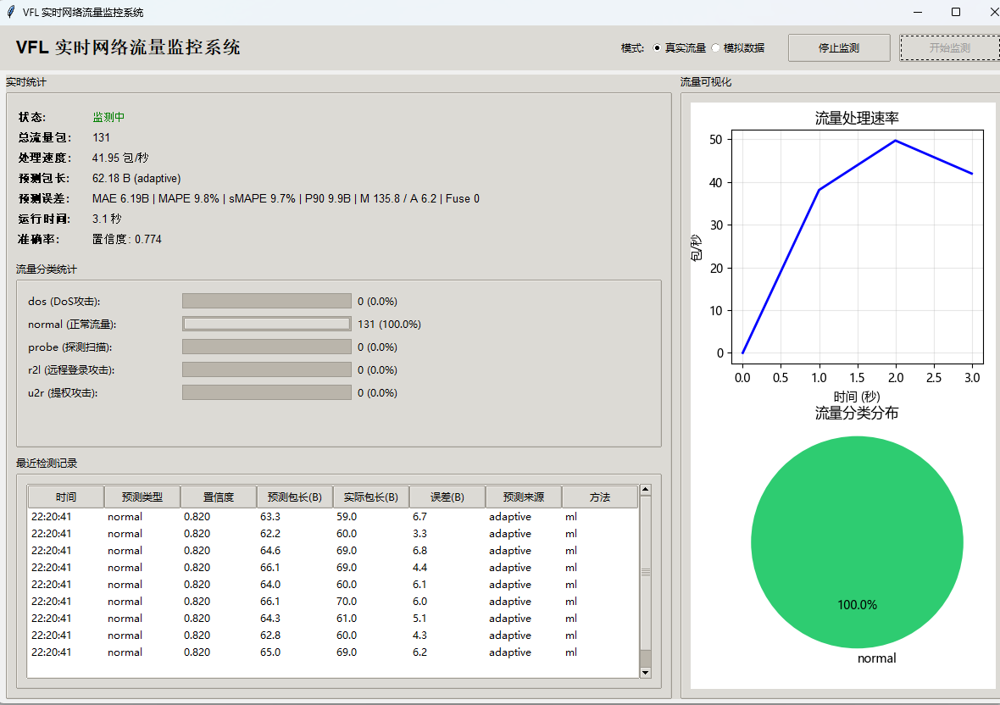 VFL 实时网络流量监控系统
VFL 实时网络流量监控系统
模式: 真实流量 模拟数据 停止监测 开始监测
实时统计
状态: 监测中
总流量包: 131
处理速度: 41.95 包/秒
预测包长: 62.18 B (adaptive)
预测误差: MAE 6.19B | MAPE 9.8% | sMAPE 9.7% | P90 9.9B | M 135.8 / A 6.2 | Fuse 0
运行时间: 3.1 秒
准确率: 置信度: 0.774
流量分类统计
dos (DoS攻击): 0 (0.0%)
normal (正常流量): 131 (100.0%)
probe (探测扫描): 0 (0.0%)
r2l (远程登录攻击): 0 (0.0%)
u2r (提权攻击): 0 (0.0%)
最近检测记录
时间 预测类型 置信度 预测包长(B) 实际包长(B) 误差(B) 预测来源 方法
22:20:41 normal 0.820 63.3 59.0 6.7 adaptive ml
22:20:41 normal 0.820 62.2 60.0 3.3 adaptive ml
22:20:41 normal 0.820 64.6 69.0 6.8 adaptive ml
22:20:41 normal 0.820 66.1 69.0 4.4 adaptive ml
22:20:41 normal 0.820 64.0 60.0 6.1 adaptive ml
22:20:41 normal 0.820 66.1 70.0 6.0 adaptive ml
22:20:41 normal 0.820 64.3 61.0 5.1 adaptive ml
22:20:41 normal 0.820 62.8 60.0 4.3 adaptive ml
22:20:41 normal 0.820 65.0 69.0 6.2 adaptive ml
流量可视化
流量处理速率
50
40
30
20
10
0
包/秒
0.0 0.5 1.0 1.5 2.0 2.5 3.0
时间 (秒)
流量分类分布
100.0%
normal